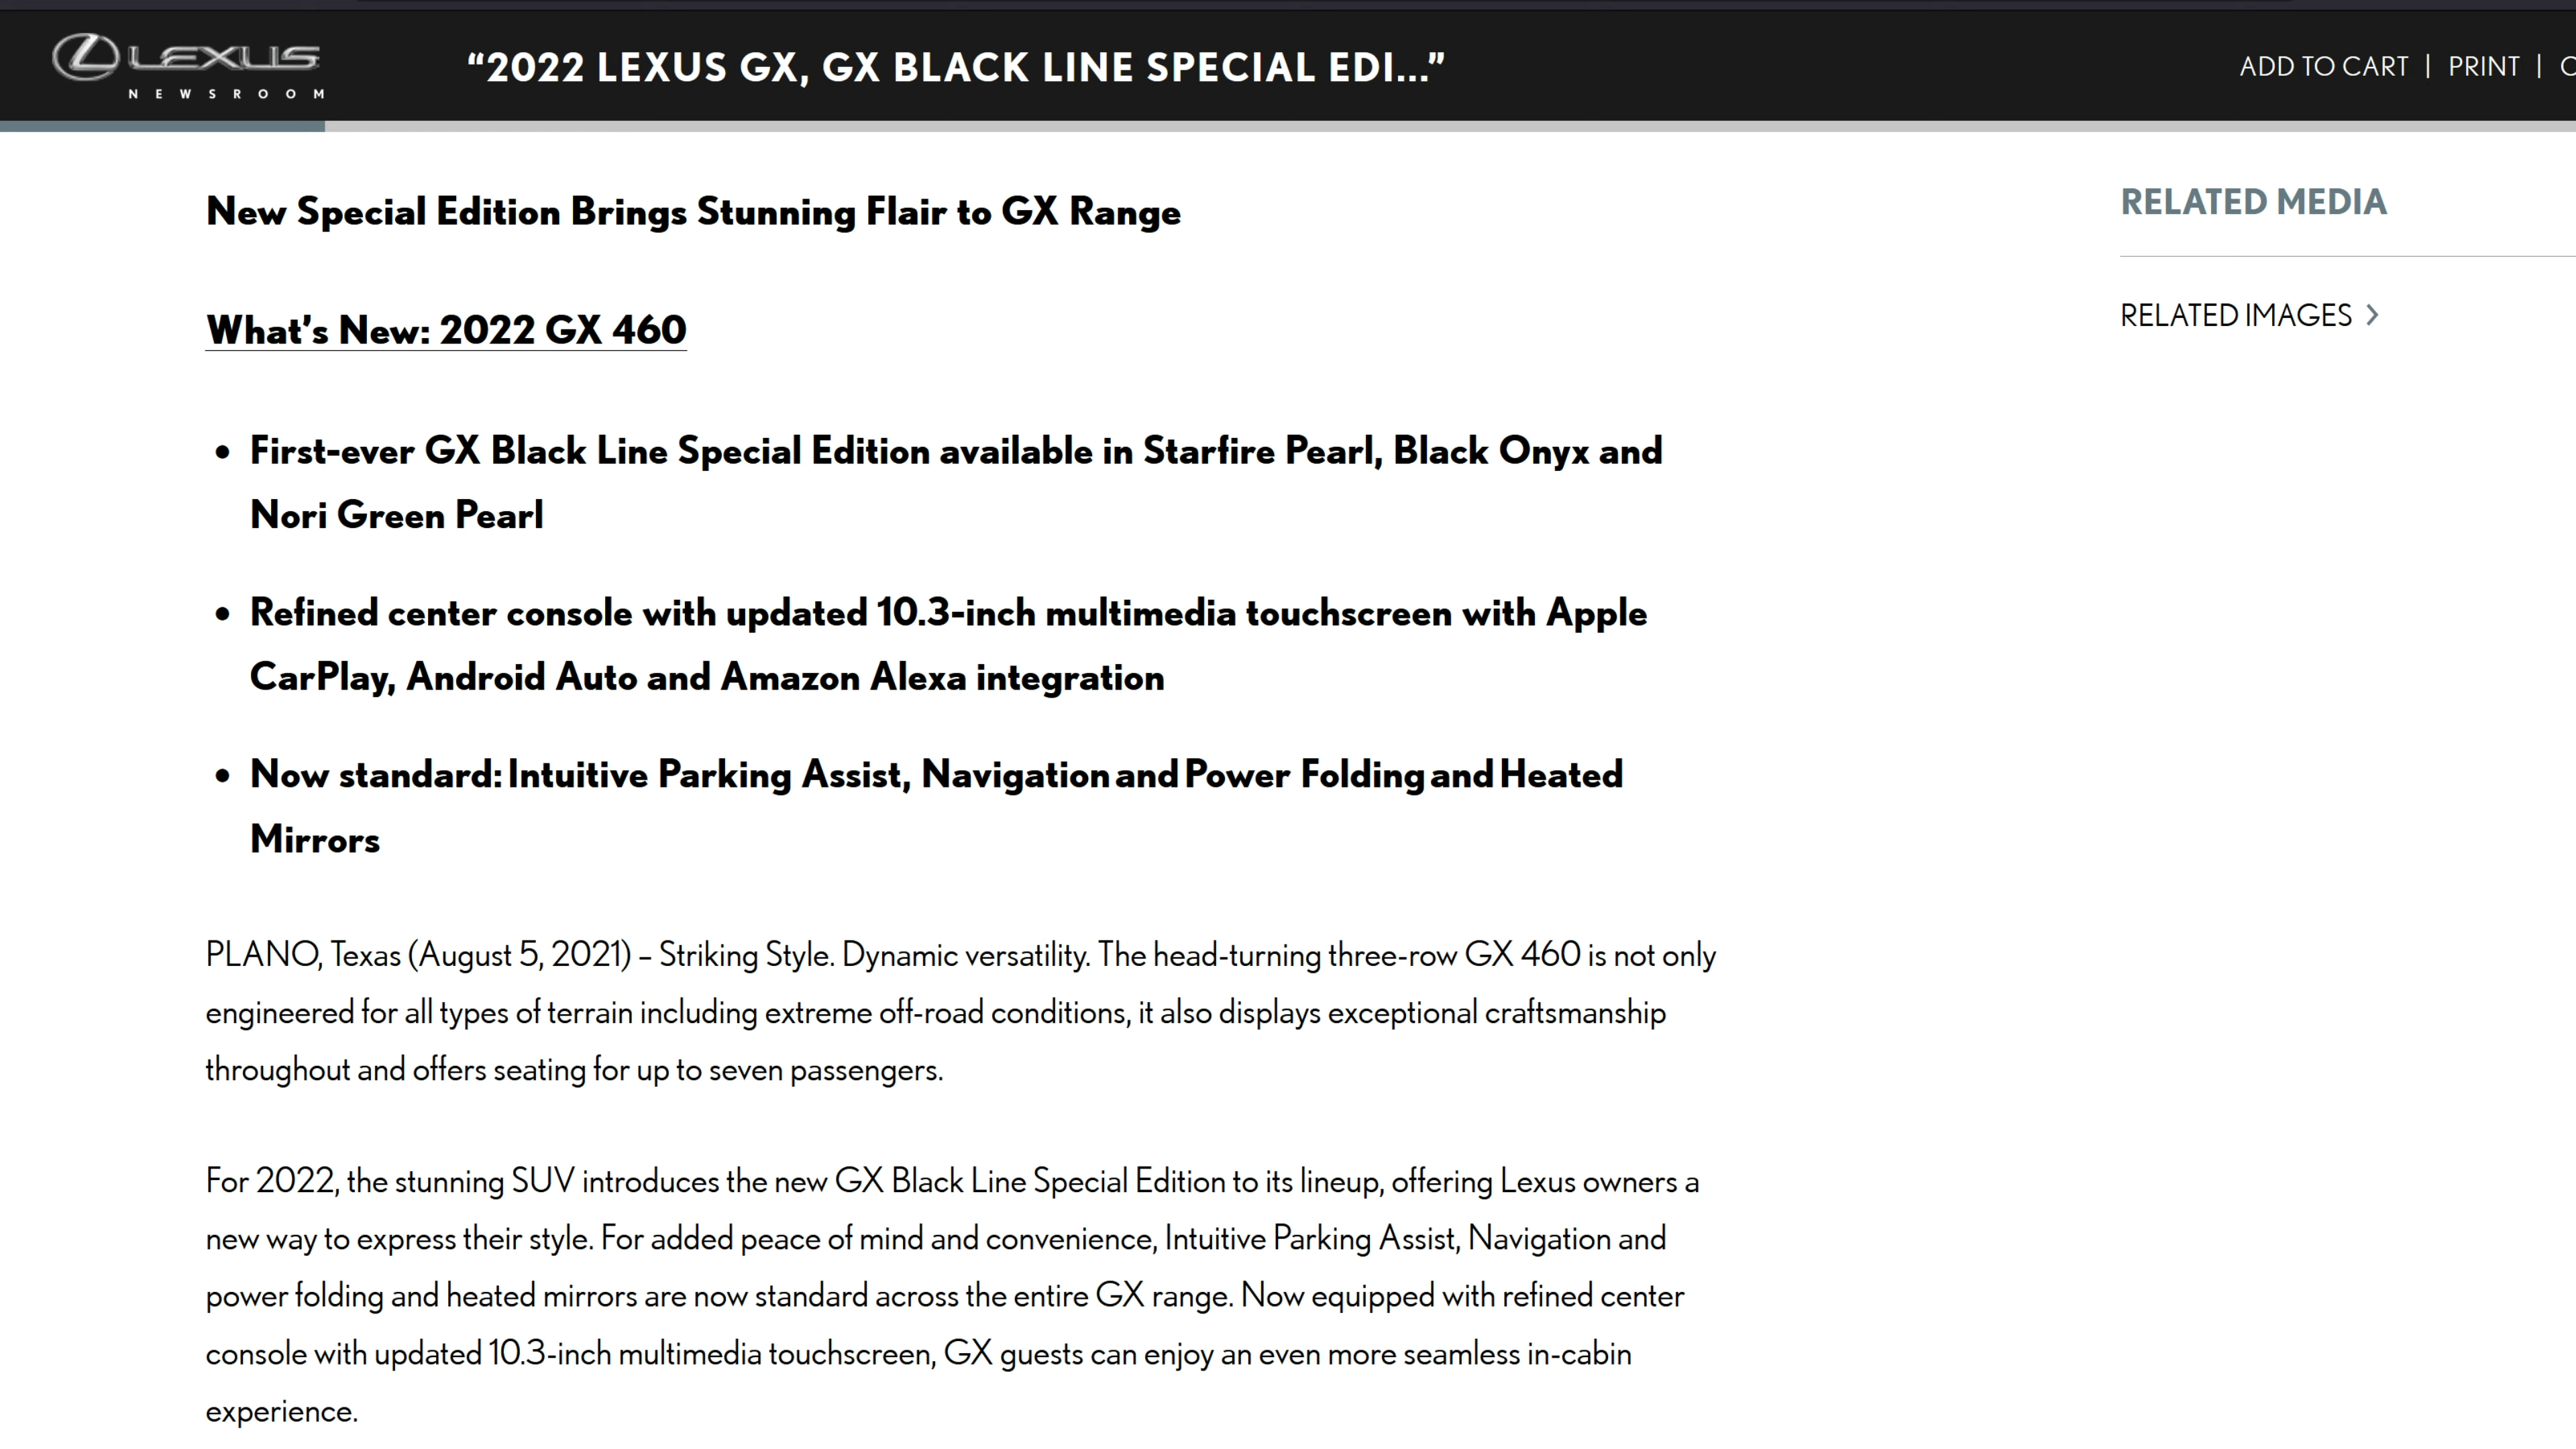 LEXUS
NEWSROOM
“2022 LEXUS GX, GX BLACK LINE SPECIAL EDI...”
ADD TO CART | PRINT |
New Special Edition Brings Stunning Flair to GX Range
RELATED MEDIA
What’s New: 2022 GX 460
RELATED IMAGES >
• First-ever GX Black Line Special Edition available in Starfire Pearl, Black Onyx and
Nori Green Pearl
• Refined center console with updated 10.3-inch multimedia touchscreen with Apple
CarPlay, Android Auto and Amazon Alexa integration
• Now standard: Intuitive Parking Assist, Navigation and Power Folding and Heated
Mirrors
PLANO, Texas (August 5, 2021) – Striking Style. Dynamic versatility. The head-turning three-row GX 460 is not only
engineered for all types of terrain including extreme off-road conditions, it also displays exceptional craftsmanship
throughout and offers seating for up to seven passengers.
For 2022, the stunning SUV introduces the new GX Black Line Special Edition to its lineup, offering Lexus owners a
new way to express their style. For added peace of mind and convenience, Intuitive Parking Assist, Navigation and
power folding and heated mirrors are now standard across the entire GX range. Now equipped with refined center
console with updated 10.3-inch multimedia touchscreen, GX guests can enjoy an even more seamless in-cabin
experience.